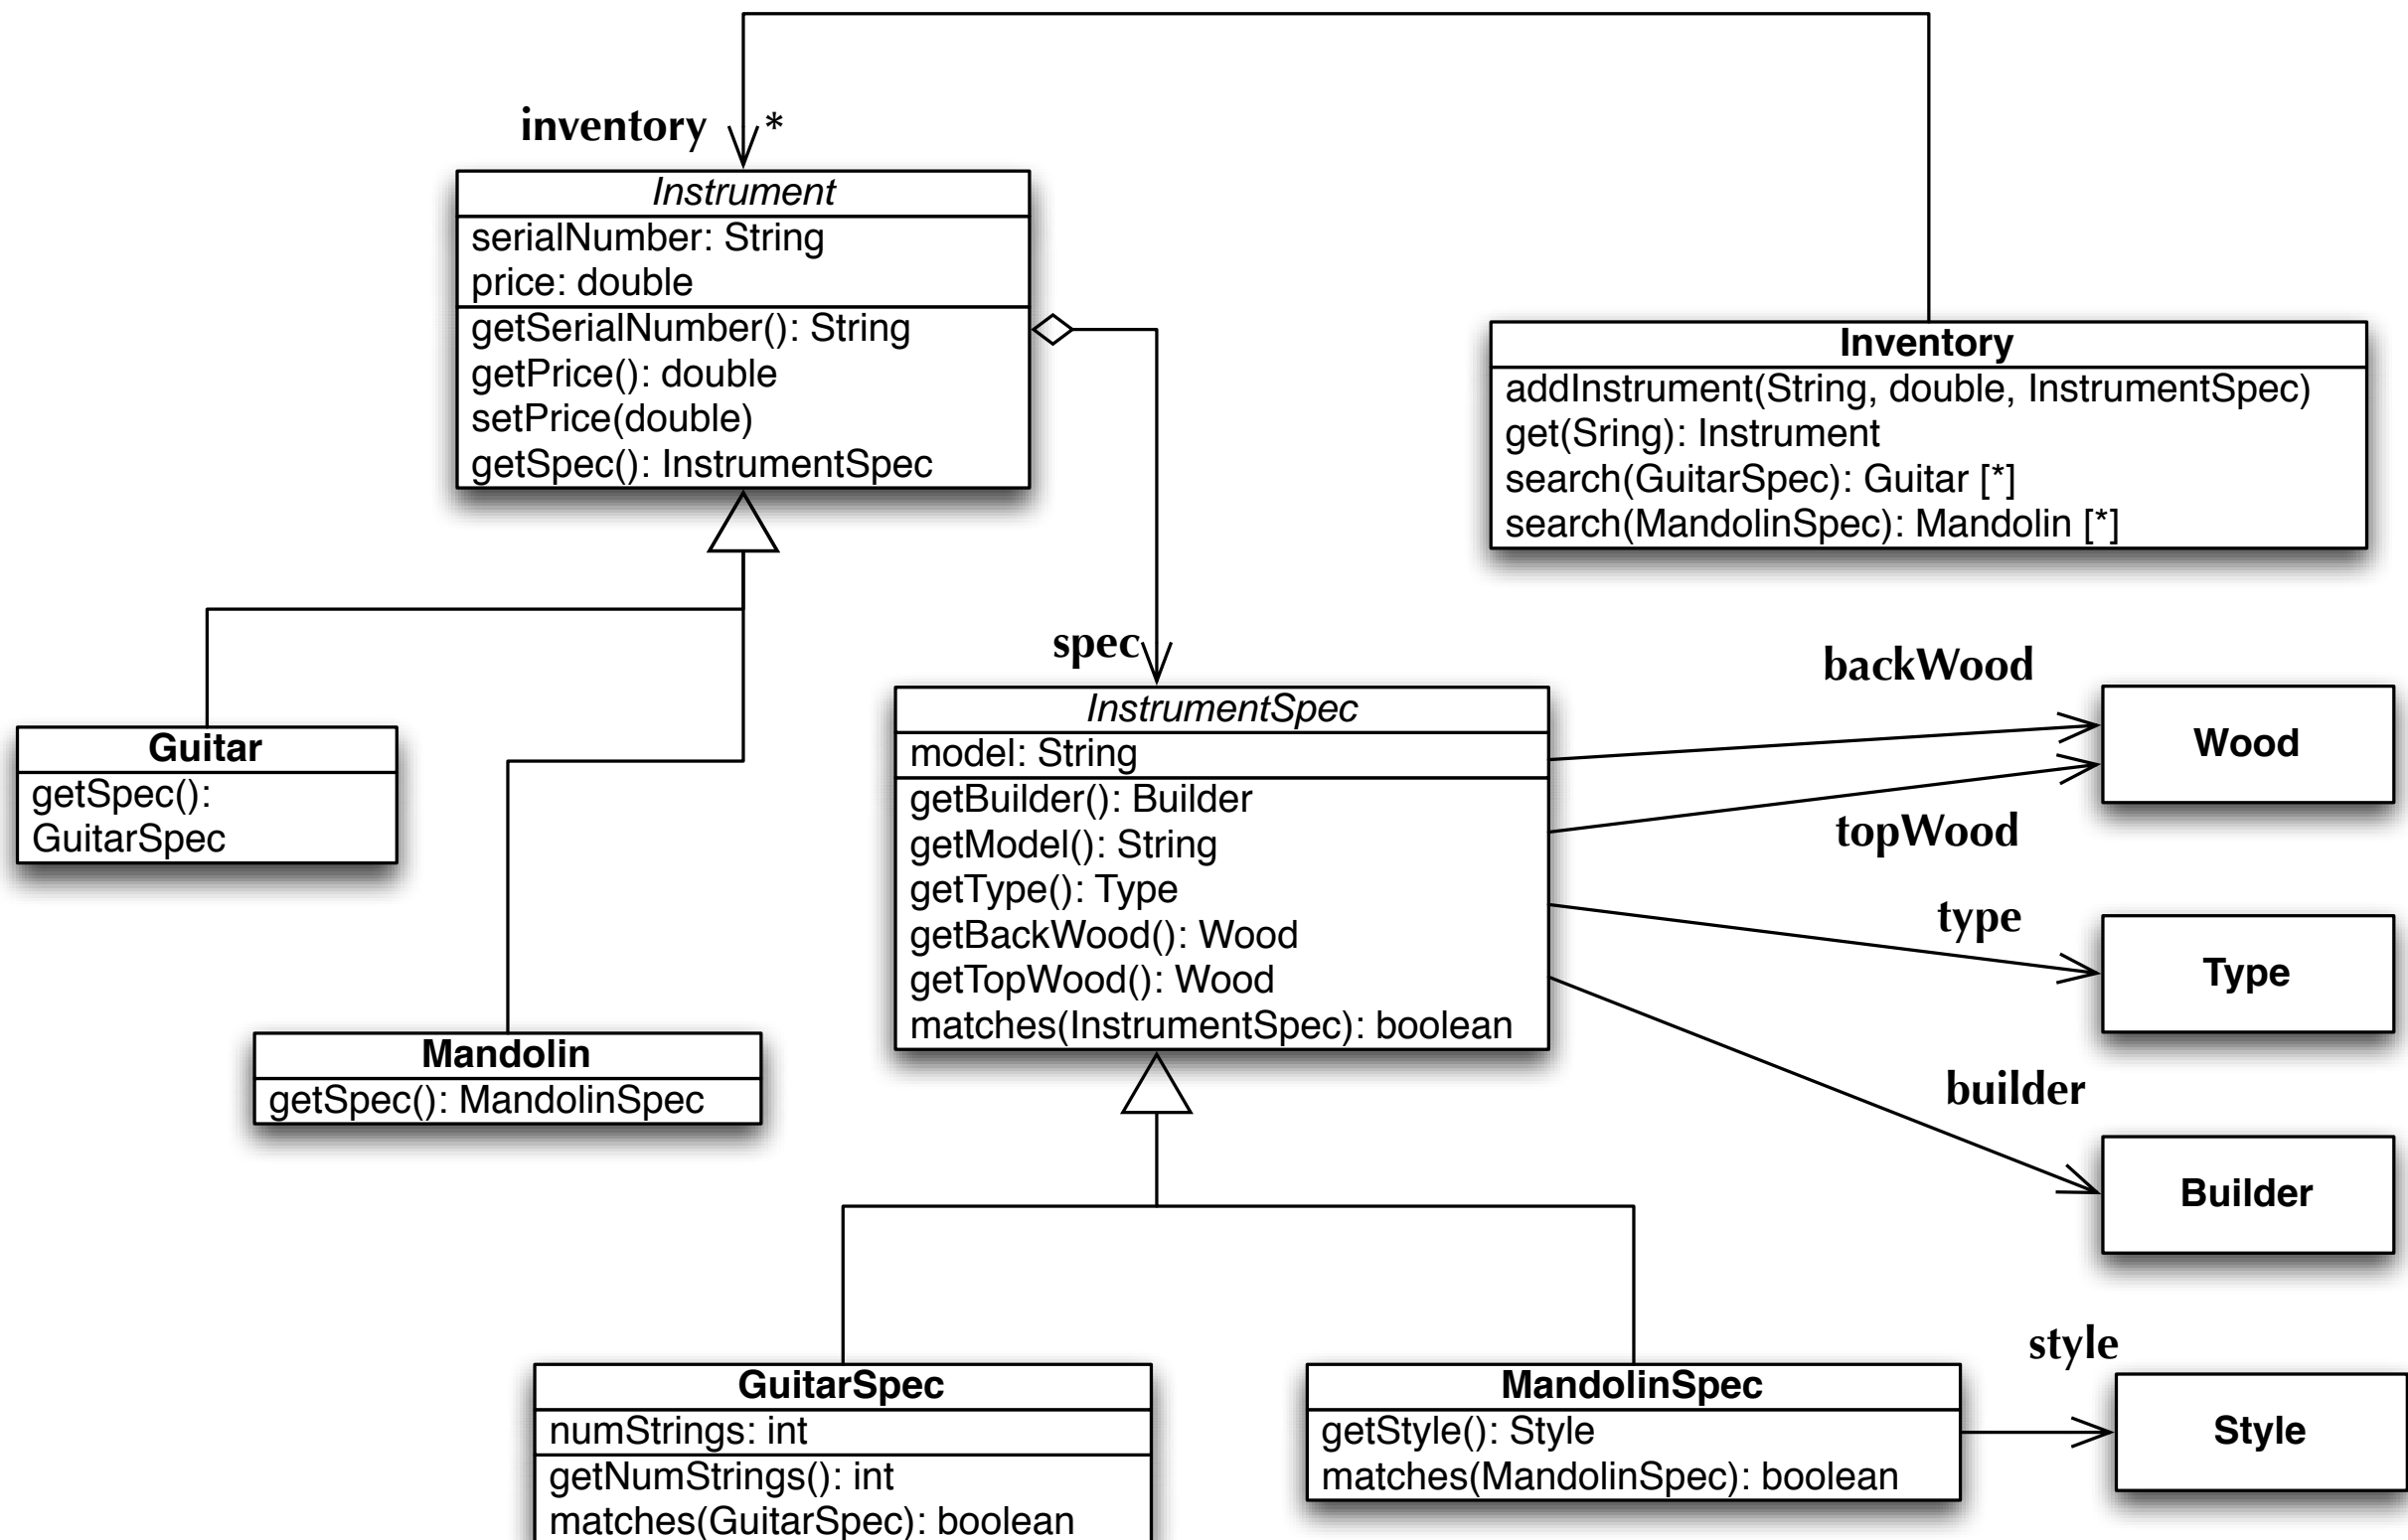 inventory *
Instrument
serialNumber: String
price: double
getSerialNumber(): String
getPrice(): double
setPrice(double)
getSpec(): InstrumentSpec
Inventory
addInstrument(String, double, InstrumentSpec)
get(Sring): Instrument
search(GuitarSpec): Guitar [*]
search(MandolinSpec): Mandolin [*]
Guitar
getSpec():
GuitarSpec
Mandolin
getSpec(): MandolinSpec
spec
InstrumentSpec
model: String
getBuilder(): Builder
getModel(): String
getType(): Type
getBackWood(): Wood
getTopWood(): Wood
matches(InstrumentSpec): boolean
backWood
topWood
Wood
type
Type
builder
Builder
GuitarSpec
numStrings: int
getNumStrings(): int
matches(GuitarSpec): boolean
MandolinSpec
getStyle(): Style
matches(MandolinSpec): boolean
style
Style